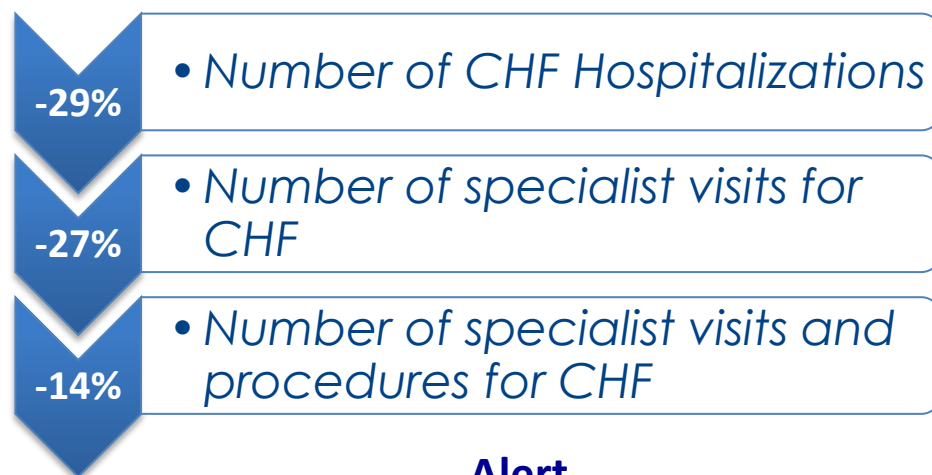 -29%
• Number of CHF Hospitalizations
-27%
• Number of specialist visits for
CHF
-14%
• Number of specialist visits and
procedures for CHF
Alert